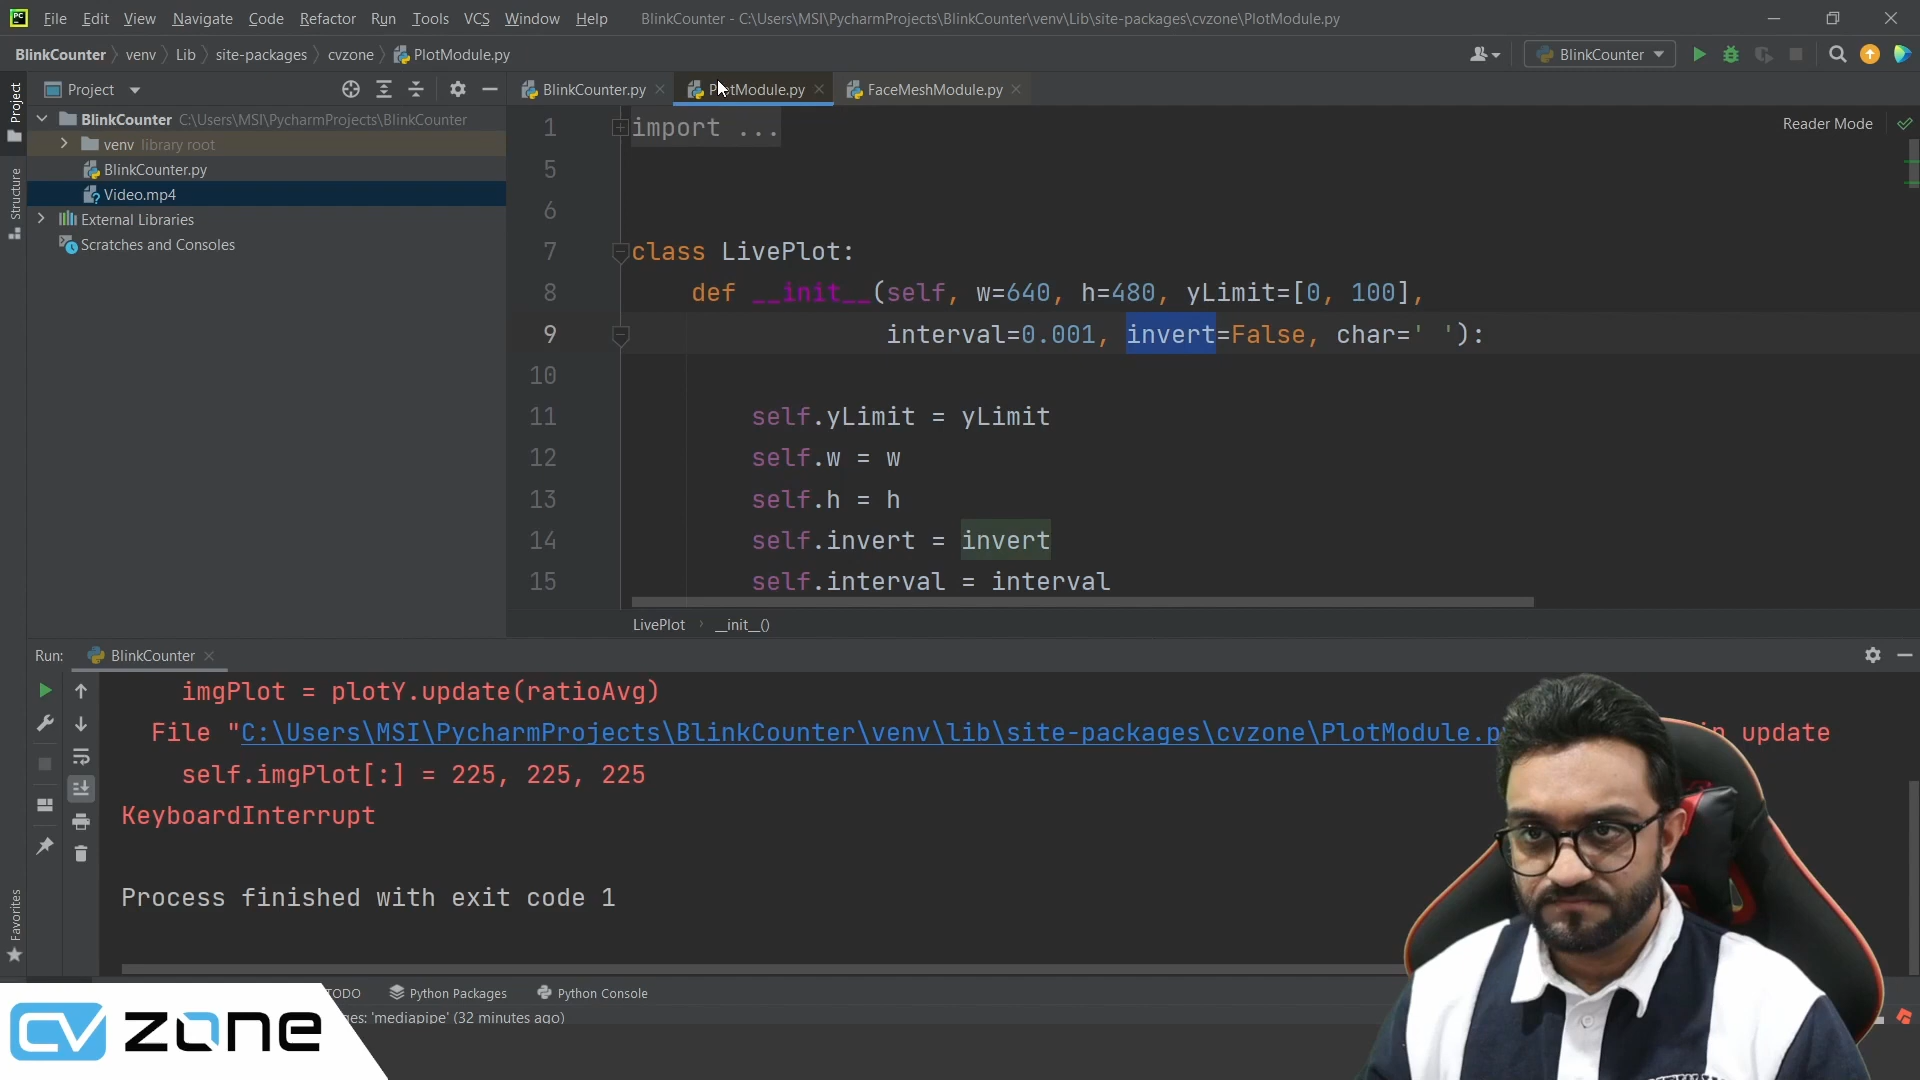 File Edit View Navigate Code Refactor Run Tools VCS Window Help BlinkCounter - C:\Users\MSI\PycharmProjects\BlinkCounter\venv\Lib\site-packages\cvzone\PlotModule.py
BlinkCounter venv Lib site-packages cvzone PlotModule.py BlinkCounter
Project BlinkCounter.py PlotModule.py FaceMeshModule.py
Project
Structure
Favorites
BlinkCounter C:\Users\MSI\PycharmProjects\BlinkCounter
venv library root
BlinkCounter.py
Video.mp4
External Libraries
Scratches and Consoles
Reader Mode
1 import ...
5
6
7 class LivePlot:
8 def __init__(self, w=640, h=480, yLimit=[0, 100],
9 interval=0.001, invert=False, char=' '):
10
11 self.yLimit = yLimit
12 self.w = w
13 self.h = h
14 self.invert = invert
15 self.interval = interval
LivePlot __init__()
Run: BlinkCounter
imgPlot = plotY.update(ratioAvg)
File "C:\Users\MSI\PycharmProjects\BlinkCounter\venv\lib\site-packages\cvzone\PlotModule.p update
self.imgPlot[:] = 225, 225, 225
KeyboardInterrupt
Process finished with exit code 1
TODO Python Packages Python Console
'mediapipe' (32 minutes ago)
CV zone